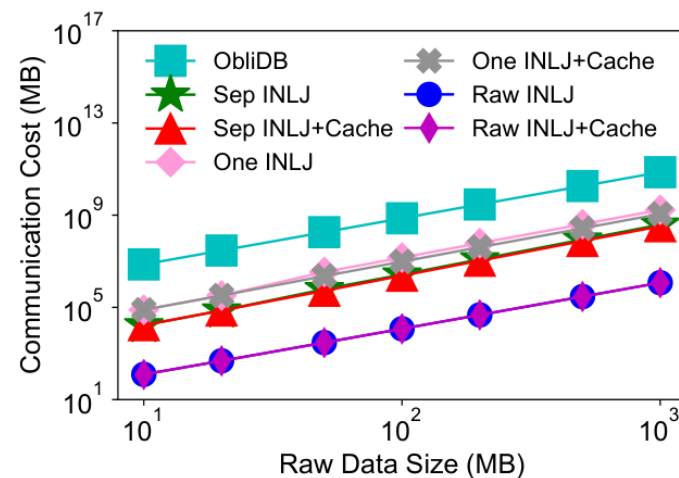 Communication Cost (MB)
10^17
10^13
10^9
10^5
10^1
ObliDB
Sep INLJ
Sep INLJ+Cache
One INLJ
One INLJ+Cache
Raw INLJ
Raw INLJ+Cache
10^1 10^2 10^3
Raw Data Size (MB)